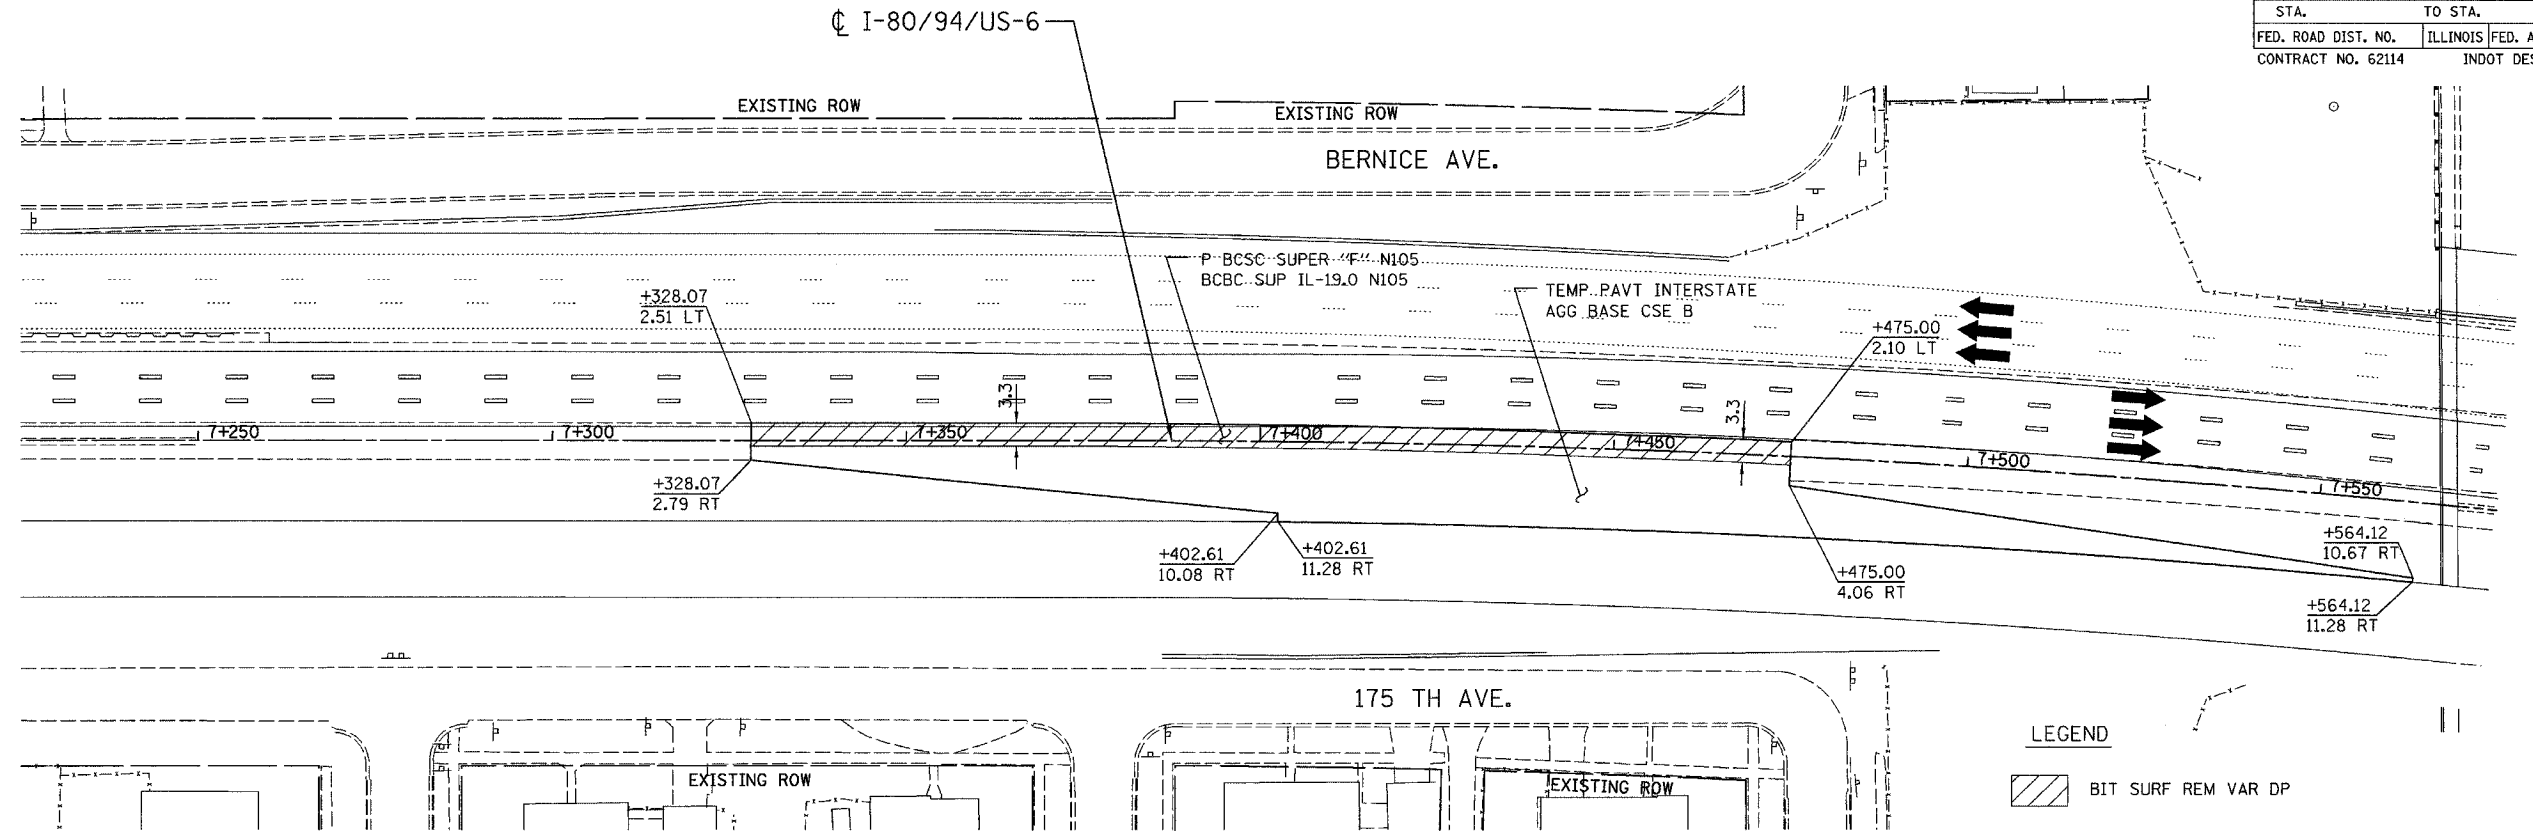 STA. TO STA.
FED. ROAD DIST. NO. ILLINOIS FED. A
CONTRACT NO. 62114 INDOT DES
℄ I-80/94/US-6
EXISTING ROW
EXISTING ROW
BERNICE AVE.
P BCSC SUPER "F" N105
BCBC SUP IL-19.0 N105
TEMP PAVT INTERSTATE
AGG BASE CSE B
+328.07
2.51 LT
+475.00
2.10 LT
3.3
3.3
7+250
7+300
7+350
7+400
7+450
7+500
7+550
+328.07
2.79 RT
+402.61
10.08 RT
+402.61
11.28 RT
+475.00
4.06 RT
+564.12
10.67 RT
+564.12
11.28 RT
175 TH AVE.
LEGEND
EXISTING ROW
EXISTING ROW
BIT SURF REM VAR DP